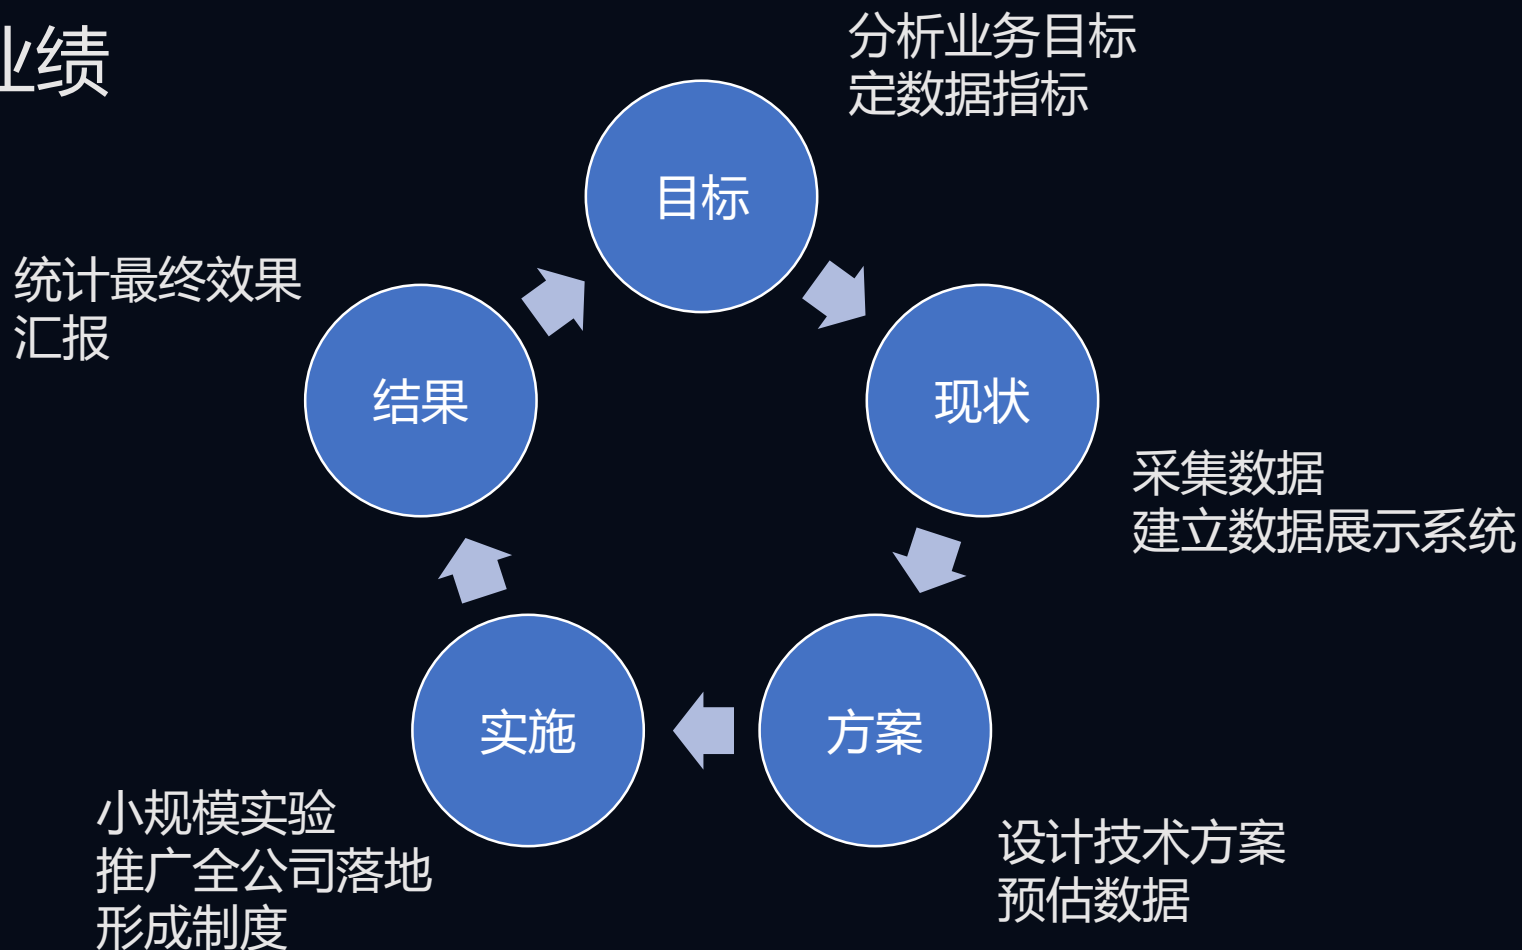 业绩
分析业务目标
定数据指标
目标
现状
采集数据
建立数据展示系统
方案
设计技术方案
预估数据
实施
小规模实验
推广全公司落地
形成制度
结果
统计最终效果
汇报